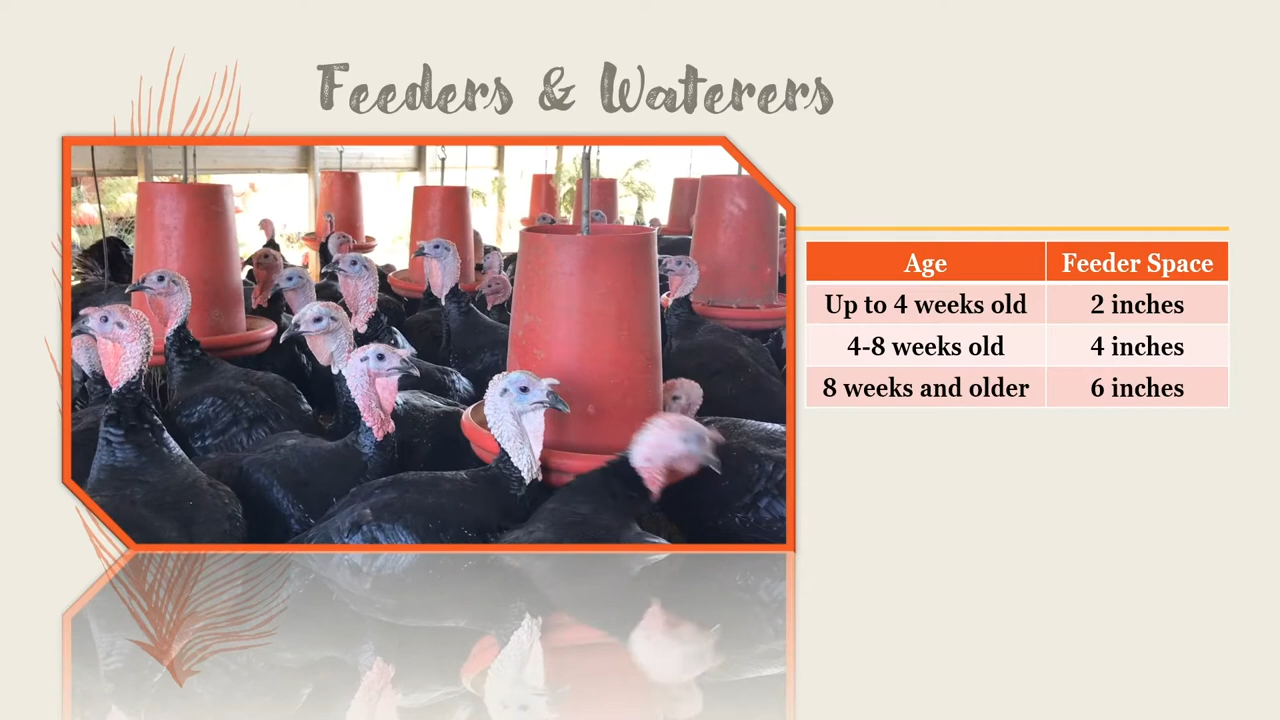 Feeders & Waterers
Age Feeder Space
Up to 4 weeks old 2 inches
4-8 weeks old 4 inches
8 weeks and older 6 inches